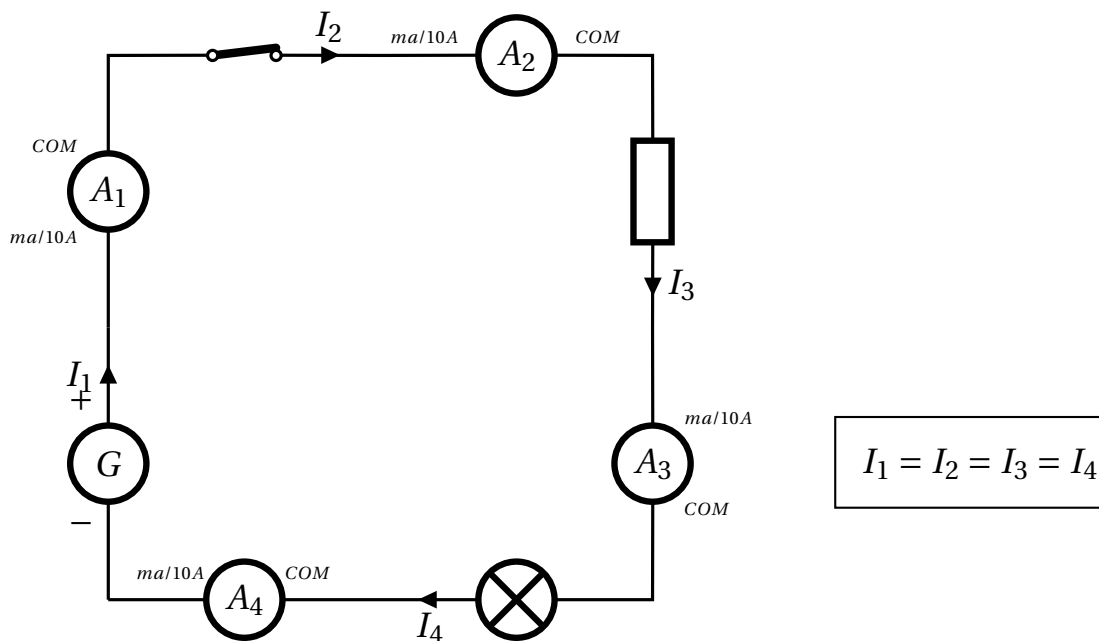 I₂
ma/10A
A₂
COM
COM
A₁
ma/10A
I₃
I₁
+
ma/10A
G
A₃
I₁ = I₂ = I₃ = I₄
COM
−
ma/10A
COM
A₄
I₄